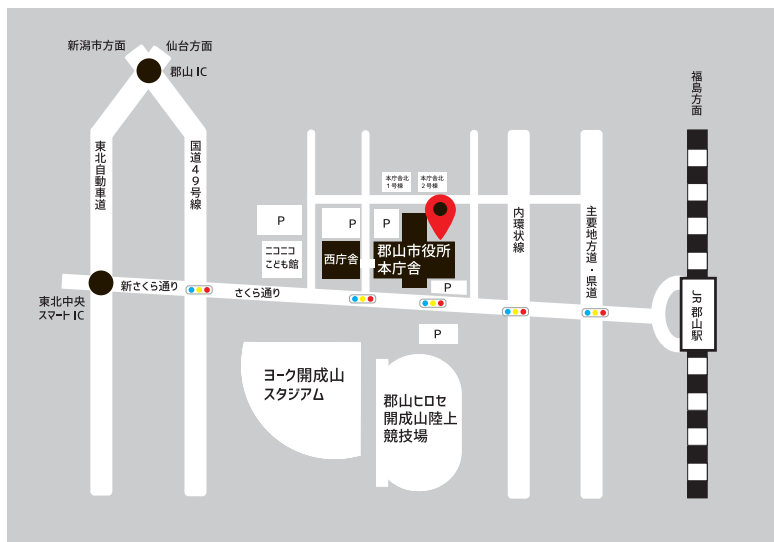 新潟市方面
仙台方面
郡山 IC
福島方面
東北自動車道
国道49号線
本庁舎北
1号棟
本庁舎北
2号棟
P
P
P
内環状線
主要地方道・県道
ニコニコ
こども館
西庁舎
郡山市役所
本庁舎
P
新さくら通り
さくら通り
東北中央
スマート IC
JR郡山駅
P
ヨーク開成山
スタジアム
郡山ヒロセ
開成山陸上
競技場